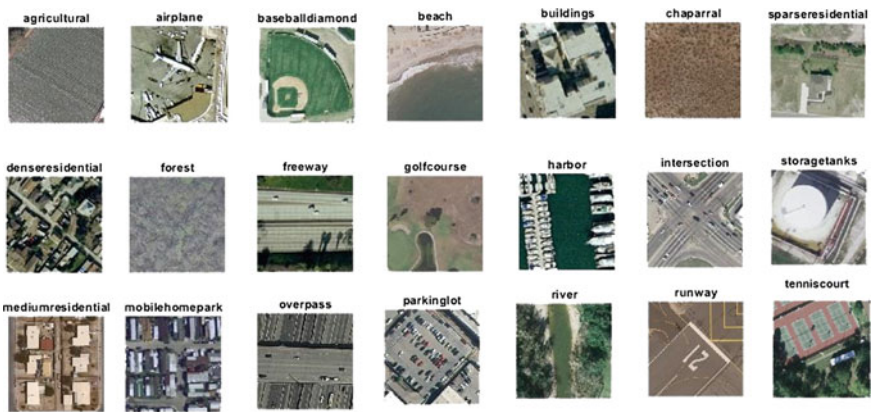 agricultural
airplane
baseballdiamond
beach
buildings
chaparral
sparseresidential
denseresidential
forest
freeway
golfcourse
harbor
intersection
storagetanks
mediumresidential
mobilehomepark
overpass
parkinglot
river
runway
tenniscourt
12